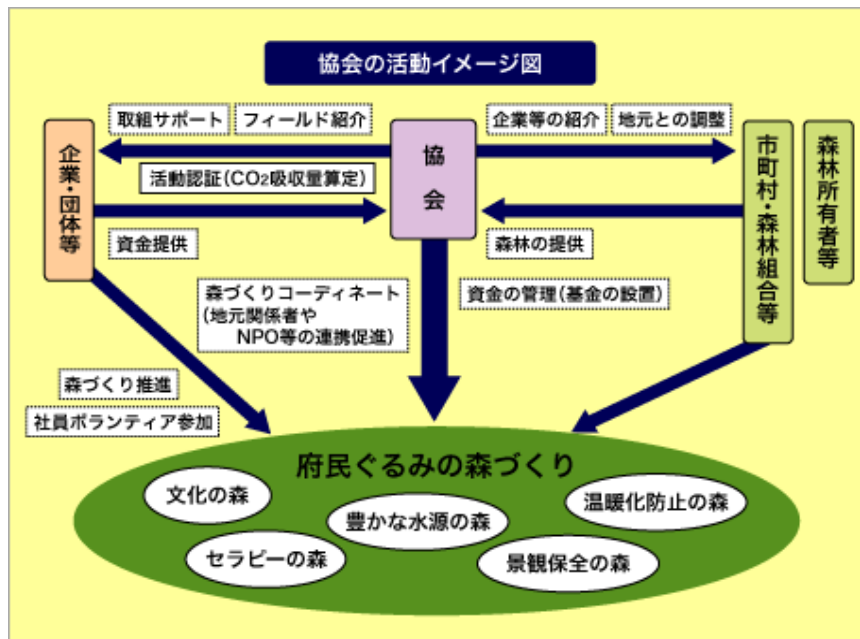 協会の活動イメージ図
取組サポート
フィールド紹介
企業等の紹介
地元との調整
企業・団体等
協会
市町村・森林組合等
森林所有者等
活動認証(CO2吸収量算定)
資金提供
森林の提供
森づくりコーディネート
(地元関係者や
NPO等の連携促進)
資金の管理(基金の設置)
森づくり推進
社員ボランティア参加
府民ぐるみの森づくり
文化の森
豊かな水源の森
温暖化防止の森
セラピーの森
景観保全の森